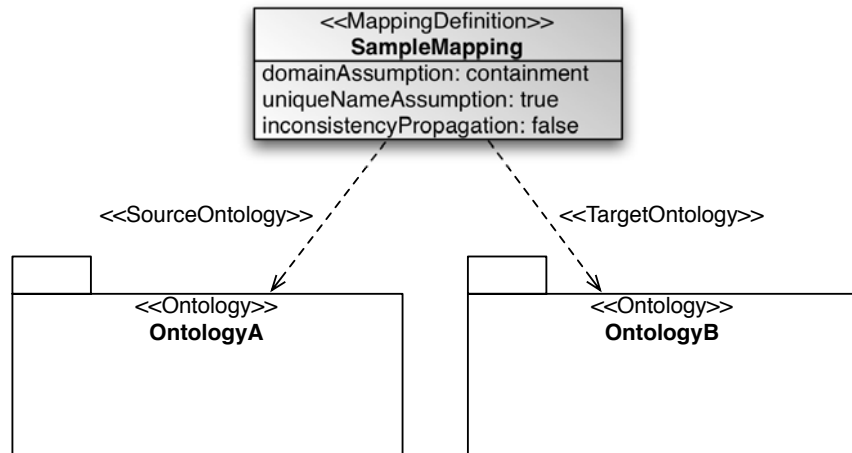 <<MappingDefinition>>
SampleMapping
domainAssumption: containment
uniqueNameAssumption: true
inconsistencyPropagation: false
<<SourceOntology>>
<<TargetOntology>>
<<Ontology>>
OntologyA
<<Ontology>>
OntologyB